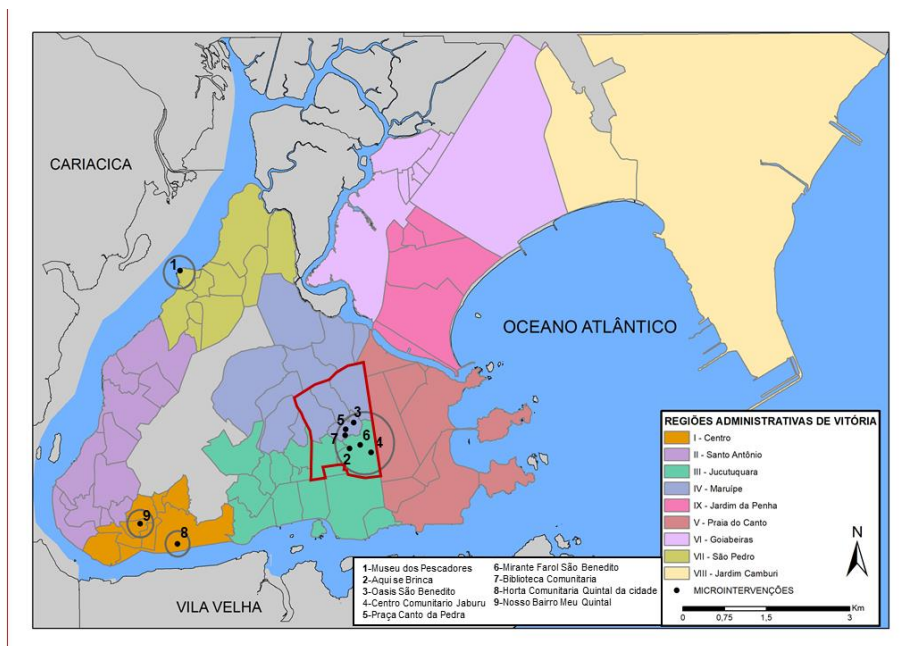 CARIACICA
1
OCEANO ATLÂNTICO
3
5
7
6
4
2
9
8
VILA VELHA
REGIÕES ADMINISTRATIVAS DE VITÓRIA
I - Centro
II - Santo Antônio
III - Jucutuquara
IV - Maruípe
IX - Jardim da Penha
V - Praia do Canto
VI - Goiabeiras
VII - São Pedro
VIII - Jardim Camburi
MICROINTERVENÇÕES
N
Km
0 0,75 1,5 3
1-Museu dos Pescadores
2-Aqui se Brinca
3-Oasis São Benedito
4-Centro Comunitario Jaburu
5-Praça Canto da Pedra
6-Mirante Farol São Benedito
7-Biblioteca Comunitaria
8-Horta Comunitaria Quintal da cidade
9-Nosso Bairro Meu Quintal